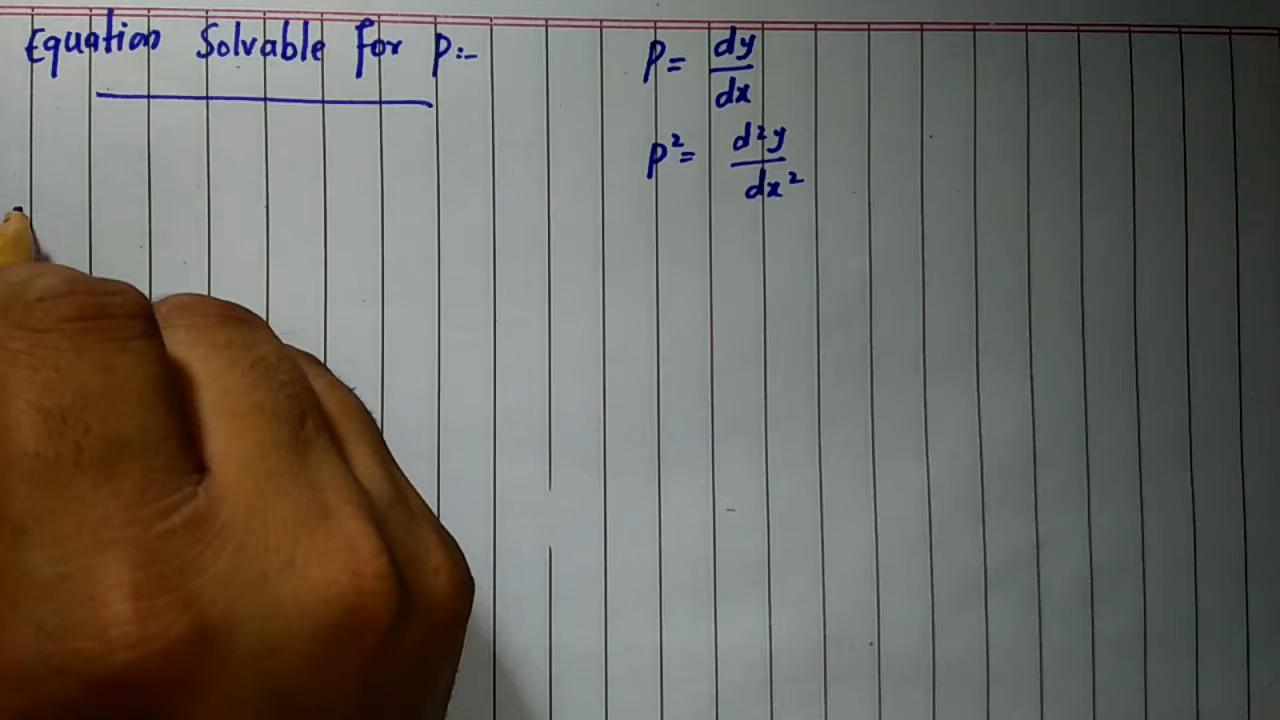 Equation Solvable for p:-
p = dy/dx
p² = d²y/dx²